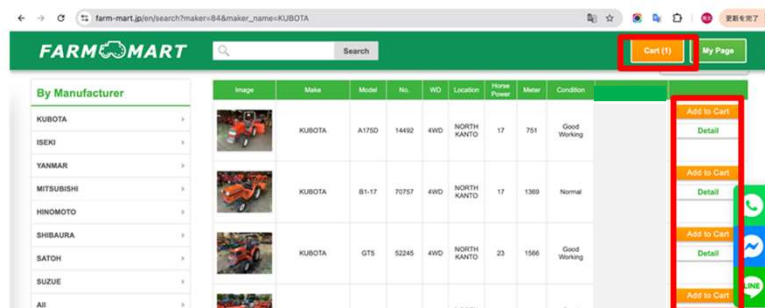 farm-mart.jp/en/search?maker=84&maker_name=KUBOTA
更新を完了
FARM MART
Search
Cart (1)
My Page
By Manufacturer
KUBOTA
ISEKI
YANMAR
MITSUBISHI
HINOMOTO
SHIBAURA
SATOH
SUZUE
All
Image Make Model No. WD Location Horse Power Meter Condition
KUBOTA A175D 14492 4WD NORTH KANTO 17 751 Good Working
Add to Cart
Detail
KUBOTA B1-17 70757 4WD NORTH KANTO 17 1369 Normal
Add to Cart
Detail
KUBOTA GT5 52245 4WD NORTH KANTO 23 1566 Good Working
Add to Cart
Detail
Add to Cart
LINE